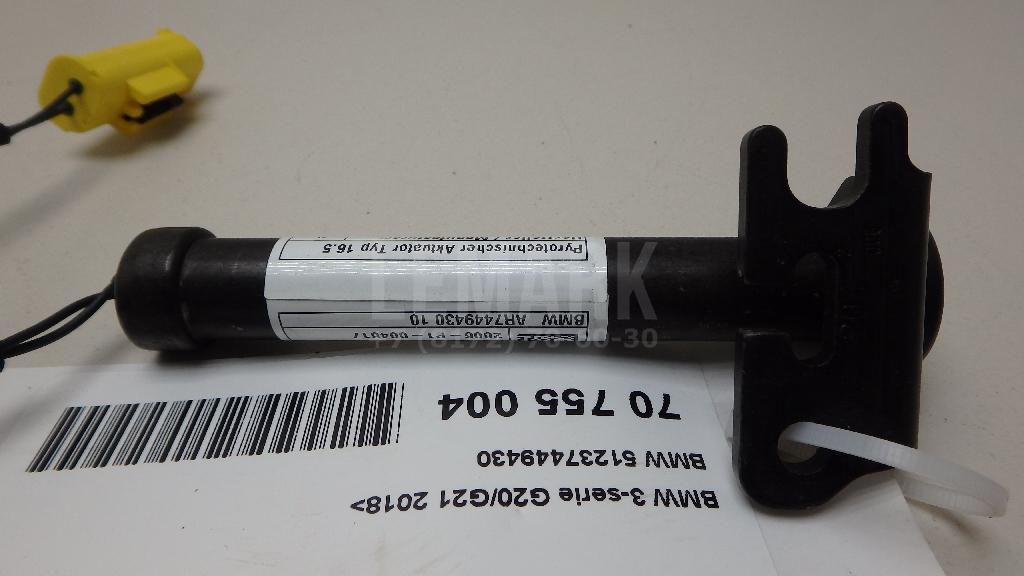 BMW 3-serie G20/G21 2018>
BMW 51237449430
70 755 004
BMW AR7449430 10
Pyrotechnischer Aktuator Typ 16.5
LEMARK